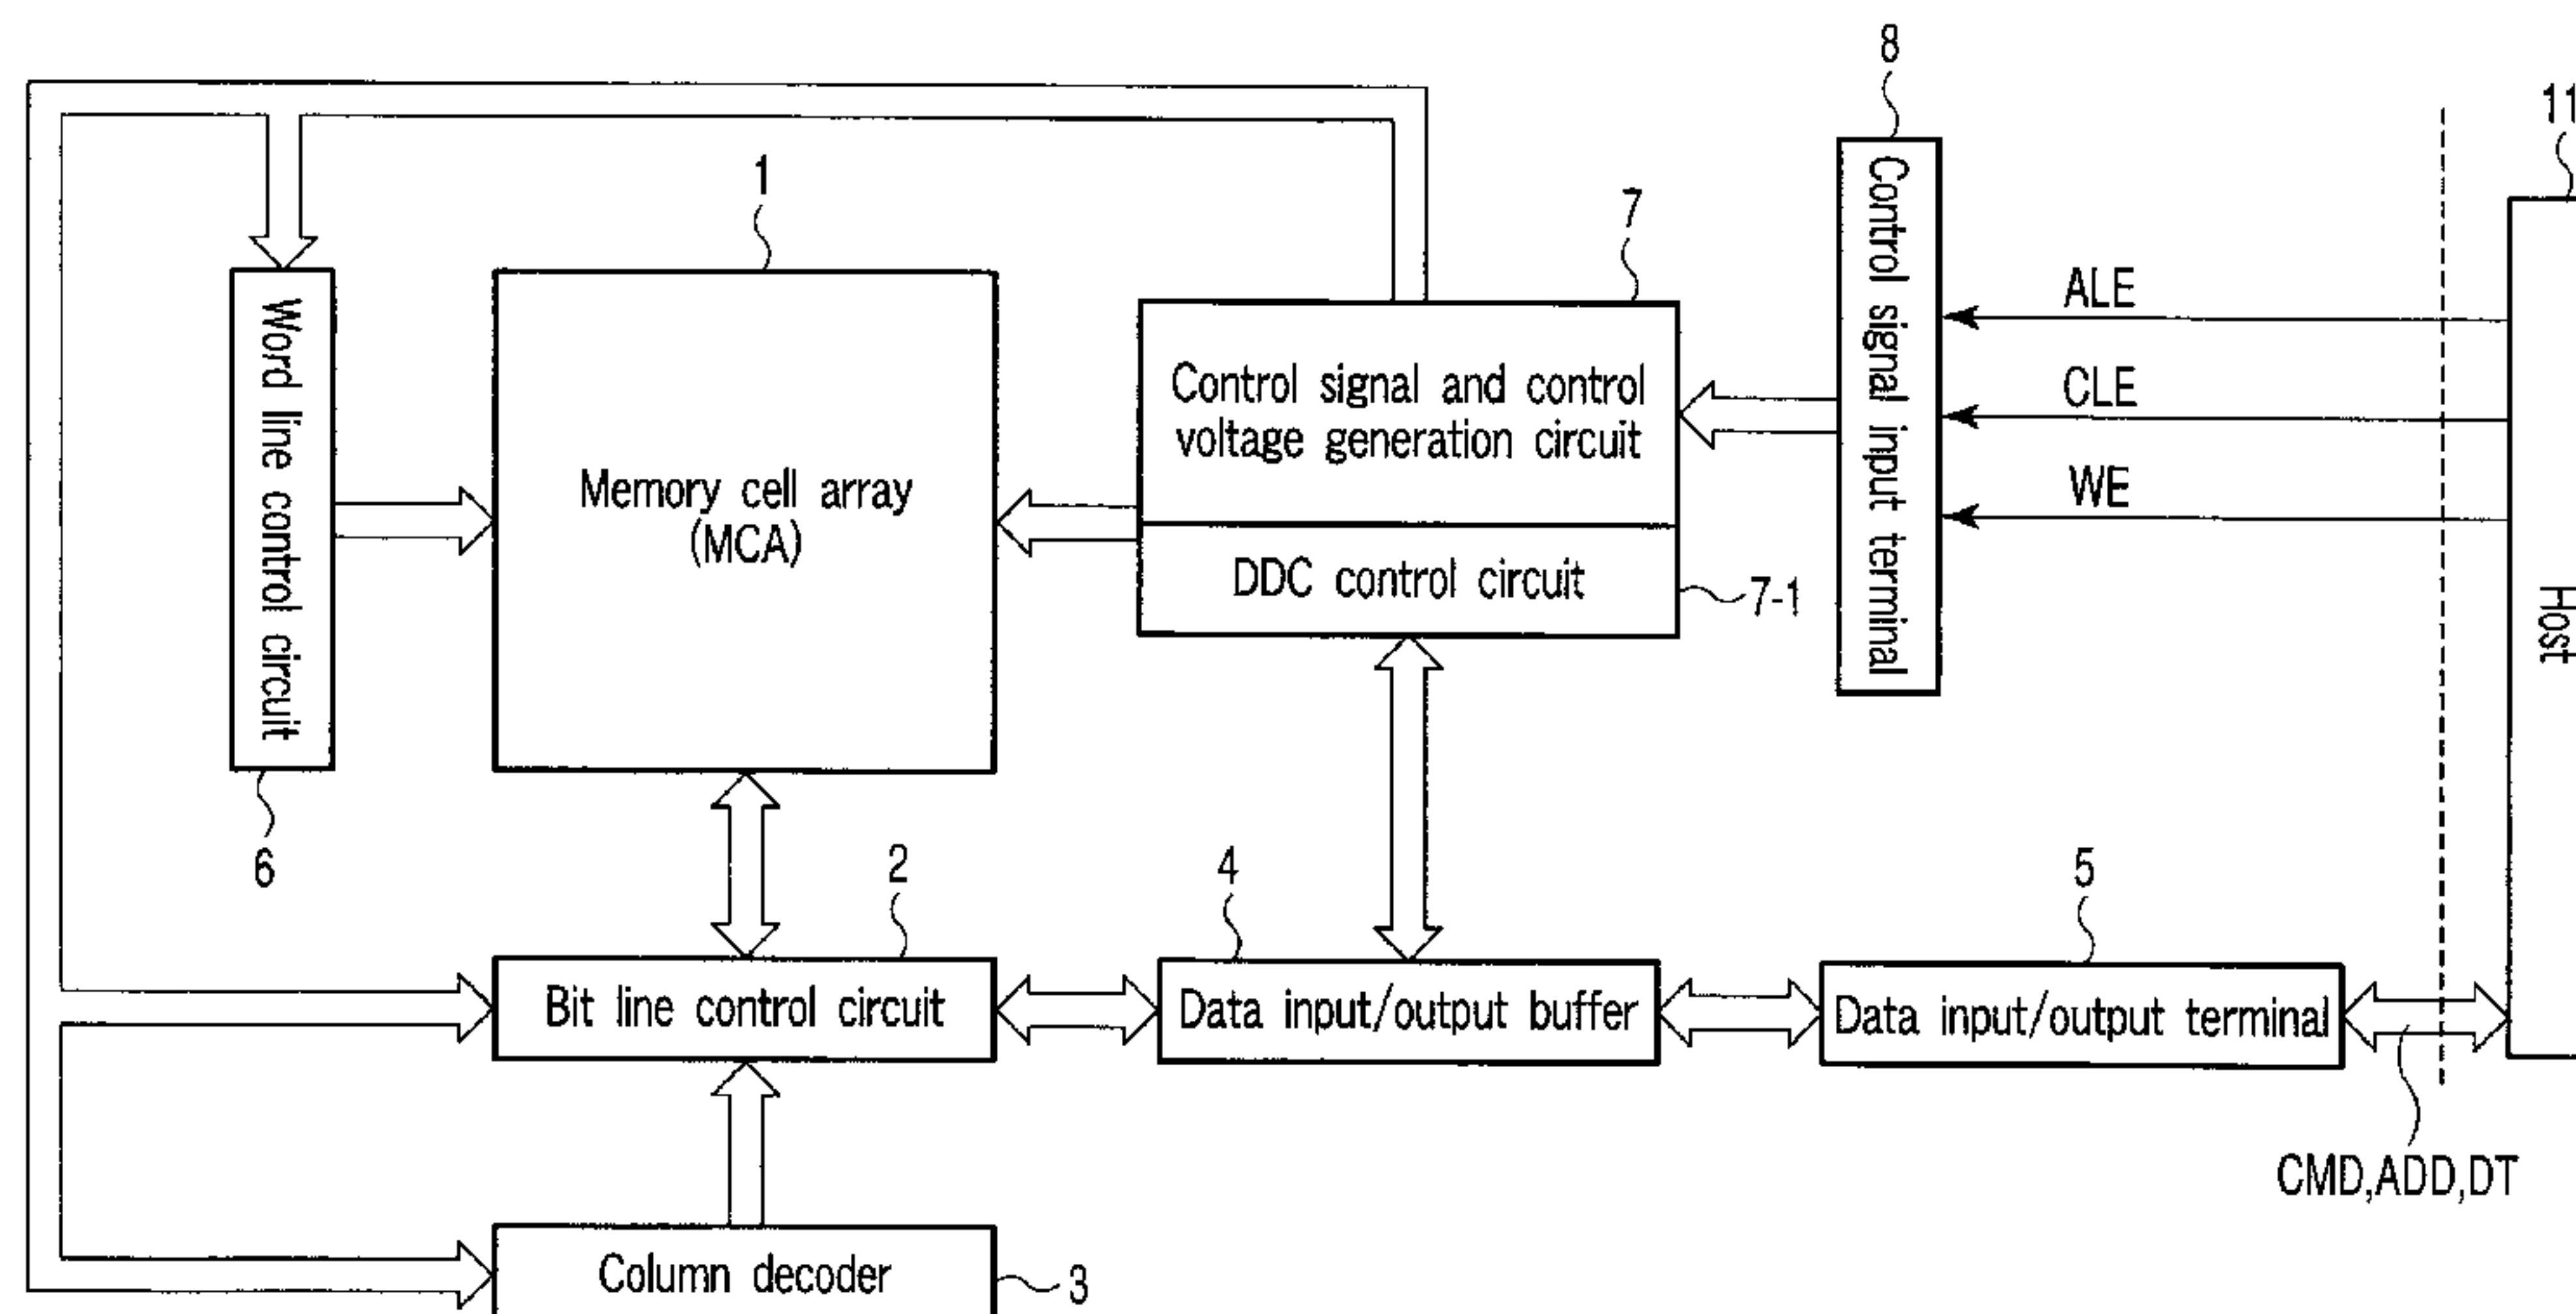 8
11
1
7
Control signal input terminal
ALE
Word line control circuit
Control signal and control
voltage generation circuit
CLE
Memory cell array
(MCA)
WE
DDC control circuit
7-1
Host
6
2
4
5
Bit line control circuit
Data input/output buffer
Data input/output terminal
CMD,ADD,DT
Column decoder
3